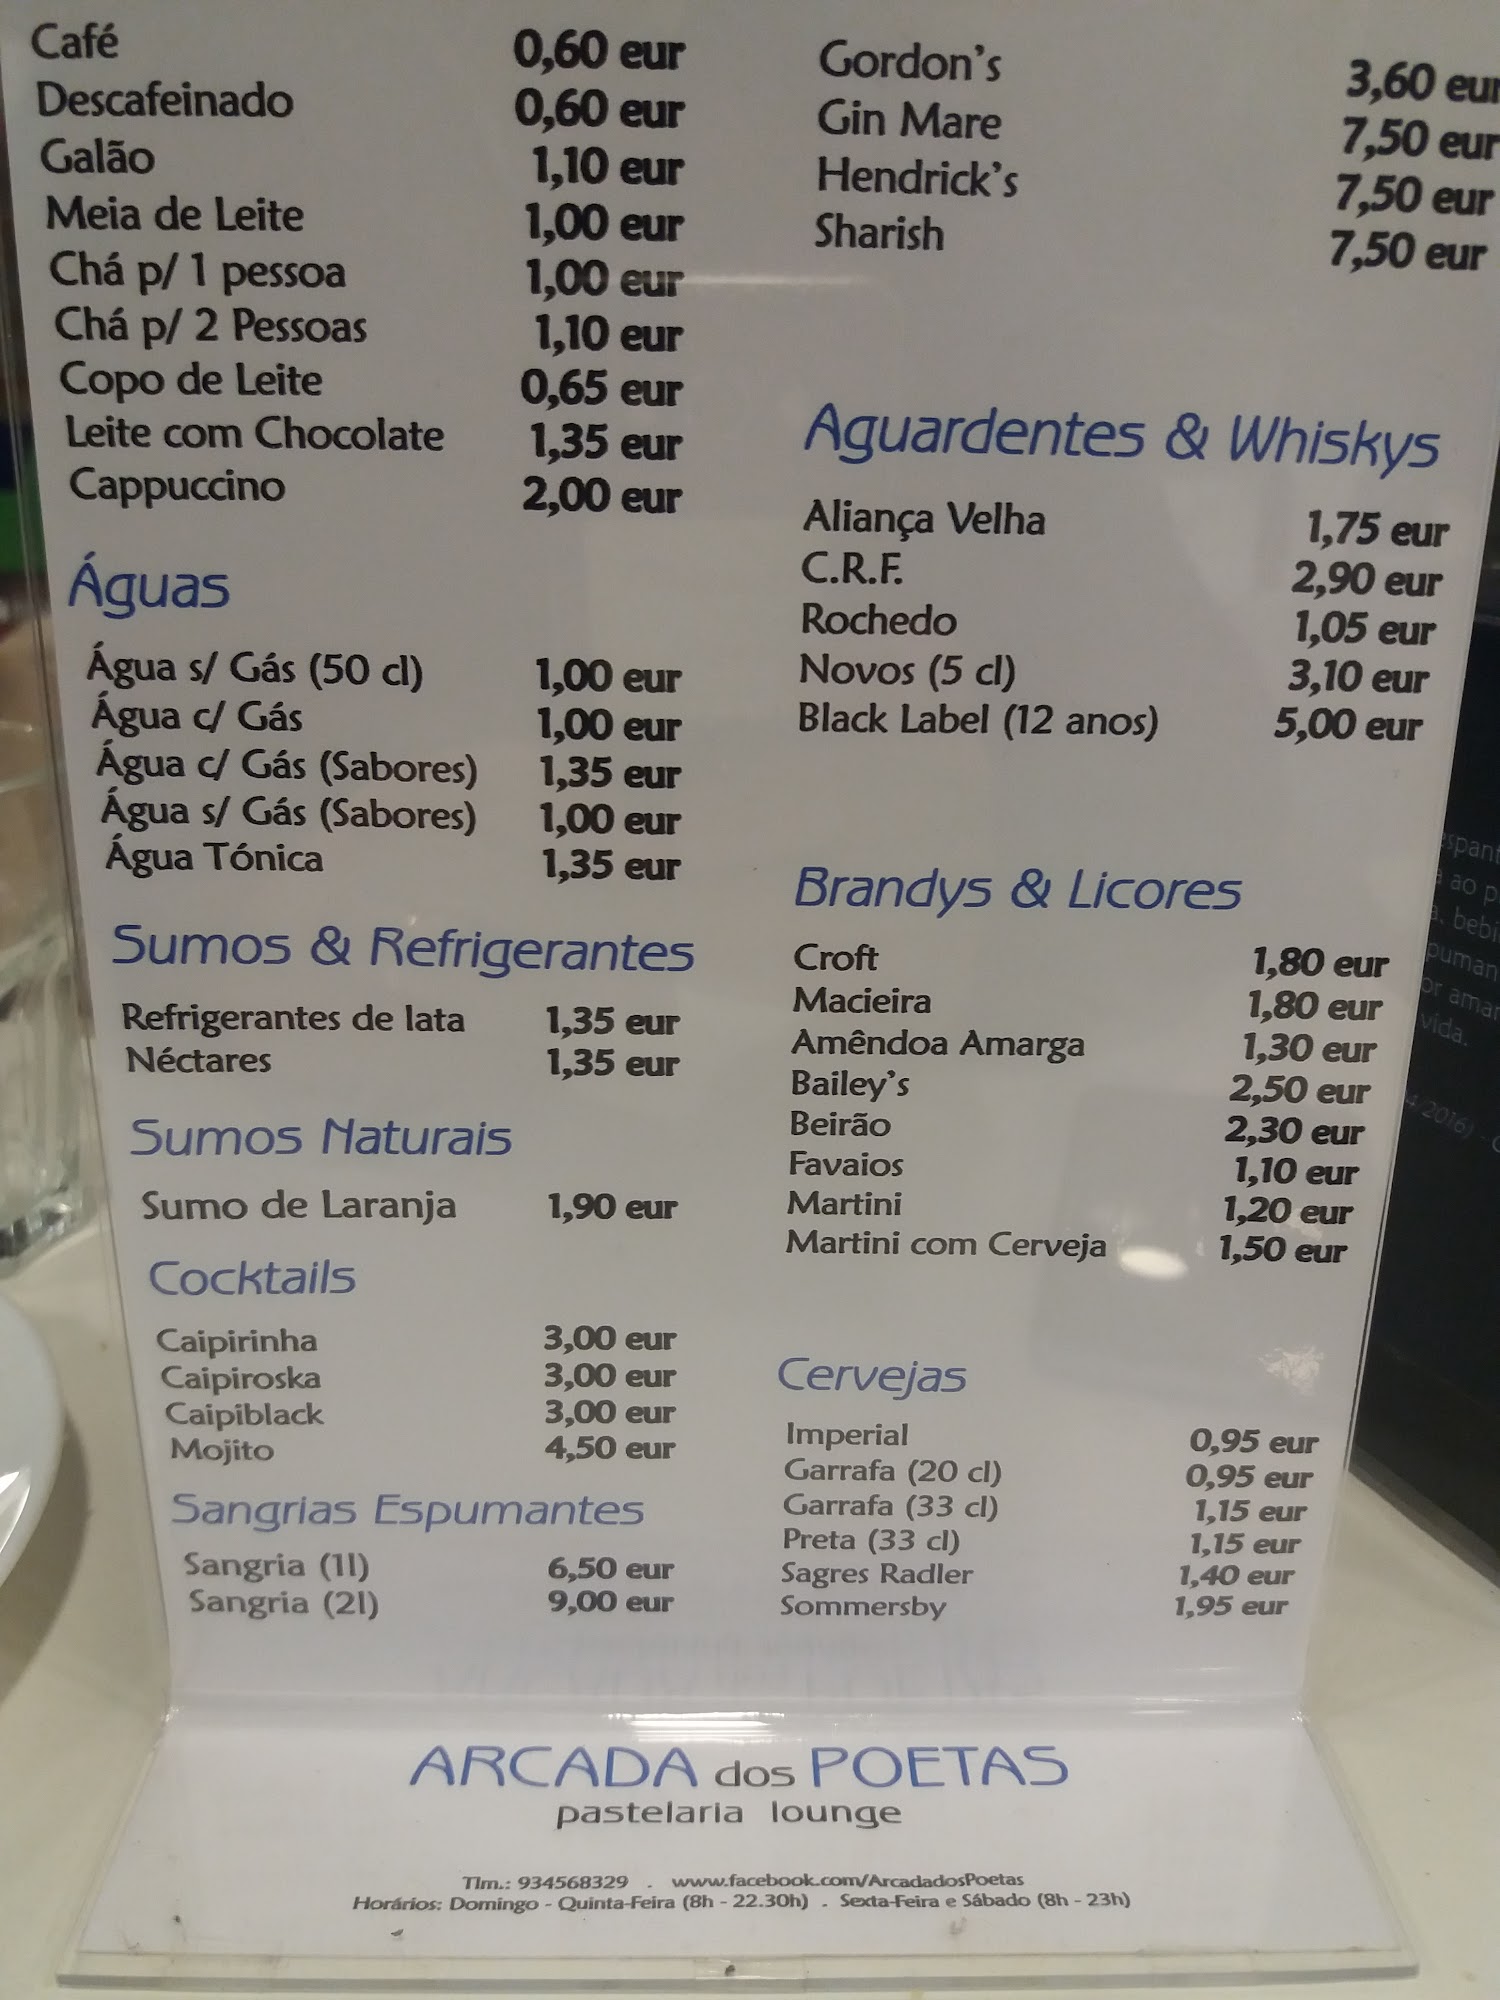 Café 0,60 eur
Descafeinado 0,60 eur
Galão 1,10 eur
Meia de Leite 1,00 eur
Chá p/ 1 pessoa 1,00 eur
Chá p/ 2 Pessoas 1,10 eur
Copo de Leite 0,65 eur
Leite com Chocolate 1,35 eur
Cappuccino 2,00 eur
Águas
Água s/ Gás (50 cl) 1,00 eur
Água c/ Gás 1,00 eur
Água c/ Gás (Sabores) 1,35 eur
Água s/ Gás (Sabores) 1,00 eur
Água Tónica 1,35 eur
Sumos & Refrigerantes
Refrigerantes de lata 1,35 eur
Néctares 1,35 eur
Sumos Naturais
Sumo de Laranja 1,90 eur
Cocktails
Caipirinha 3,00 eur
Caipiroska 3,00 eur
Caipiblack 3,00 eur
Mojito 4,50 eur
Sangrias Espumantes
Sangria (1l) 6,50 eur
Sangria (2l) 9,00 eur
Gordon's 3,60 eur
Gin Mare 7,50 eur
Hendrick's 7,50 eur
Sharish 7,50 eur
Aguardentes & Whiskys
Aliança Velha 1,75 eur
C.R.F. 2,90 eur
Rochedo 1,05 eur
Novos (5 cl) 3,10 eur
Black Label (12 anos) 5,00 eur
Brandys & Licores
Croft 1,80 eur
Macieira 1,80 eur
Amêndoa Amarga 1,30 eur
Bailey's 2,50 eur
Beirão 2,30 eur
Favaios 1,10 eur
Martini 1,20 eur
Martini com Cerveja 1,50 eur
Cervejas
Imperial 0,95 eur
Garrafa (20 cl) 0,95 eur
Garrafa (33 cl) 1,15 eur
Preta (33 cl) 1,15 eur
Sagres Radler 1,40 eur
Sommersby 1,95 eur
ARCADA dos POETAS
pastelaria lounge
Tlm.: 934568329 . www.facebook.com/ArcadadosPoetas
Horários: Domingo - Quinta-Feira (8h - 22.30h) . Sexta-Feira e Sábado (8h - 23h)
ao
vida.
2016)